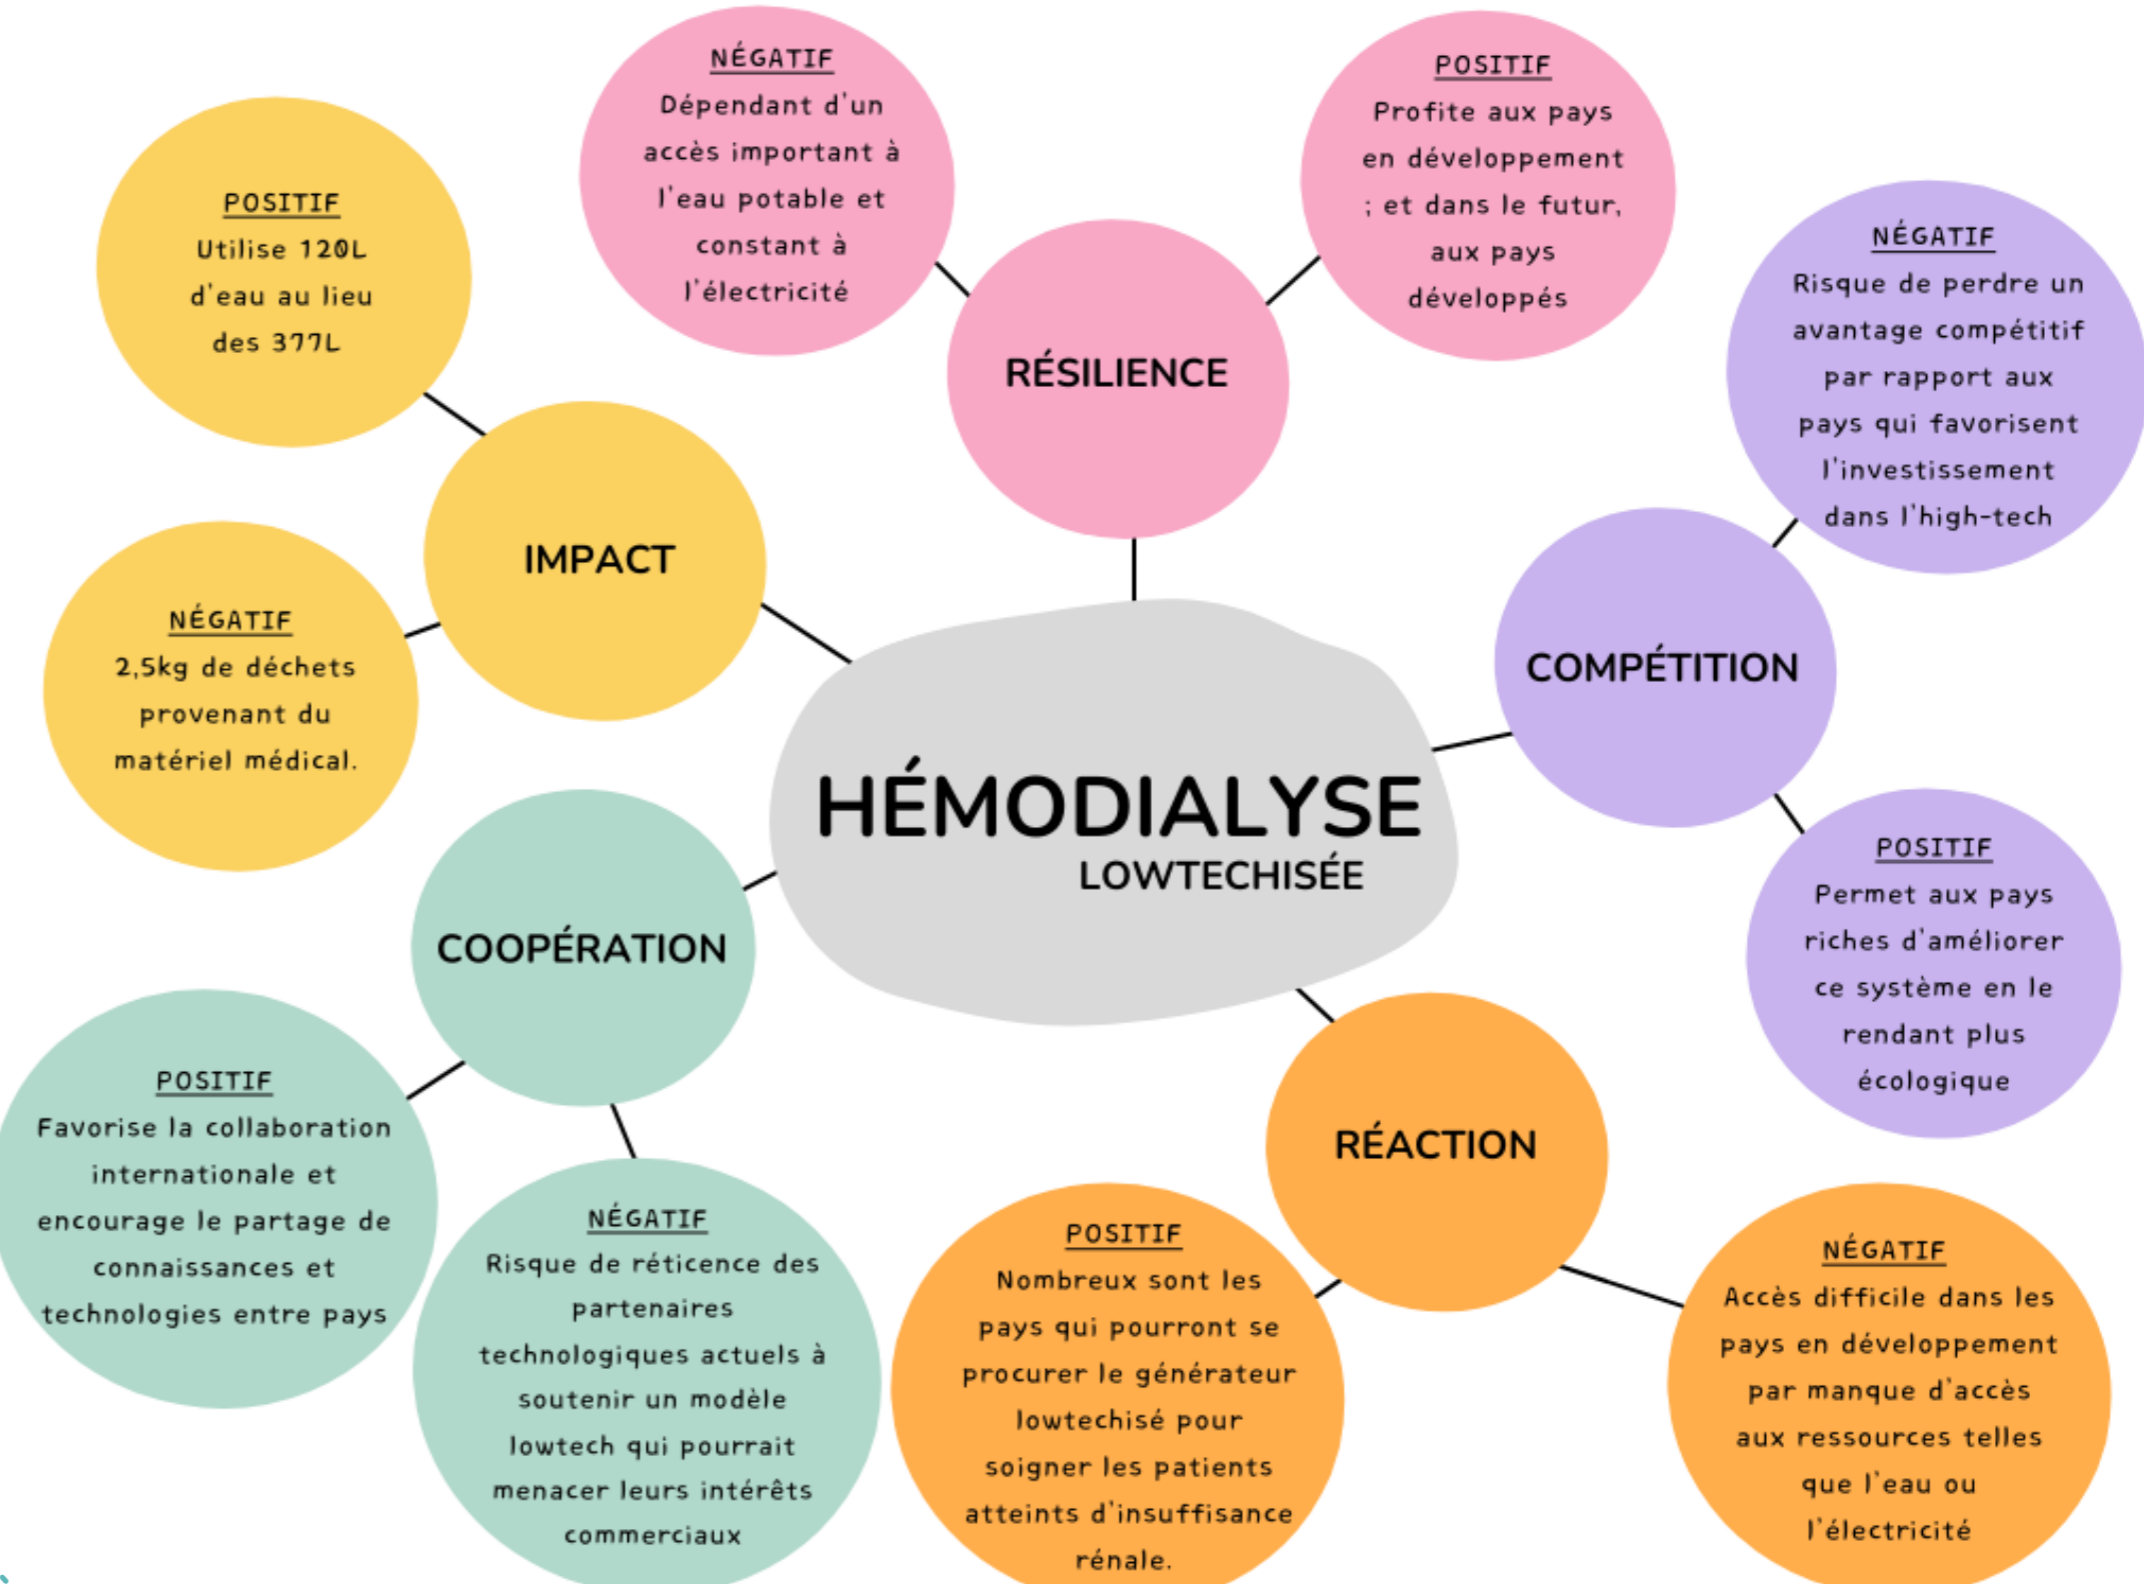 NÉGATIF
Dépendant d'un
accès important à
l'eau potable et
constant à
l'électricité
POSITIF
Profite aux pays
en développement
; et dans le futur,
aux pays
développés
RÉSILIENCE
POSITIF
Utilise 120L
d'eau au lieu
des 377L
NÉGATIF
2,5kg de déchets
provenant du
matériel médical.
IMPACT
NÉGATIF
Risque de perdre un
avantage compétitif
par rapport aux
pays qui favorisent
l'investissement
dans l'high-tech
COMPÉTITION
POSITIF
Permet aux pays
riches d'améliorer
ce système en le
rendant plus
écologique
HÉMODIALYSE
LOWTECHISÉE
COOPÉRATION
POSITIF
Favorise la collaboration
internationale et
encourage le partage de
connaissances et
technologies entre pays
NÉGATIF
Risque de réticence des
partenaires
technologiques actuels à
soutenir un modèle
lowtech qui pourrait
menacer leurs intérêts
commerciaux
RÉACTION
POSITIF
Nombreux sont les
pays qui pourront se
procurer le générateur
lowtechisé pour
soigner les patients
atteints d'insuffisance
rénale.
NÉGATIF
Accès difficile dans les
pays en développement
par manque d'accès
aux ressources telles
que l'eau ou
l'électricité